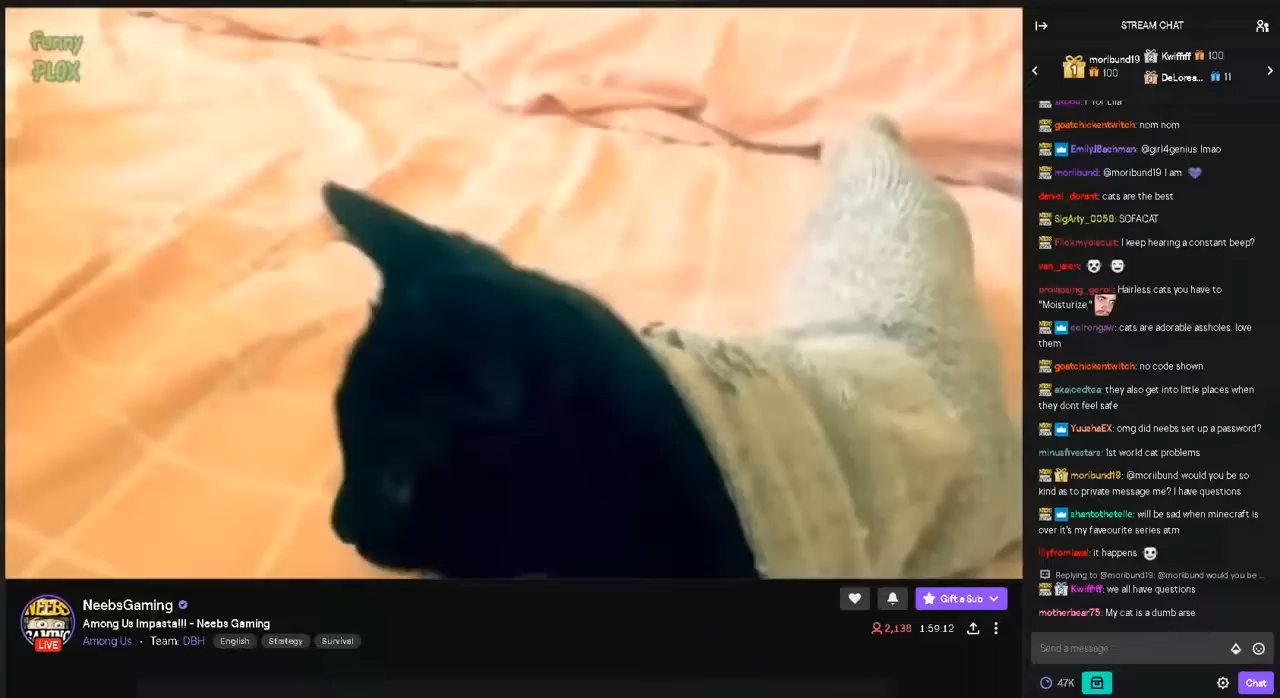 Funny
PLOX
STREAM CHAT
moribund19
100
Kwiffiff 100
DeLorea... 11
goatchickentwitch: nom nom
EmilyJBachman: @girl4genius lmao
moriibund: @moribund19 I am
daniel_dorant: cats are the best
SigArty_0058: SOFACAT
Flickmybiscuit: I keep hearing a constant beep?
Hairless cats you have to
"Moisturize."
cats are adorable assholes. love
them
goatchickentwitch: no code shown
akaicedtea: they also get into little places when
they dont feel safe
YuushaEX: omg did neebs set up a password?
minusfivestars: 1st world cat problems
moribund19: @moriibund would you be so
kind as to private message me? I have questions
shantothetelle: will be sad when minecraft is
over it's my favourite series atm
it happens
Replying to @moribund19: @moriibund would you be ...
Kwiffiff: we all have questions
motherbear75: My cat is a dumb arse
Send a message
47K
Chat
NEEBS
GAMING
LIVE
NeebsGaming
Among Us Impasta!!! - Neebs Gaming
Among Us · Team: DBH English Strategy Survival
Gift a Sub
2,138 1:59:12